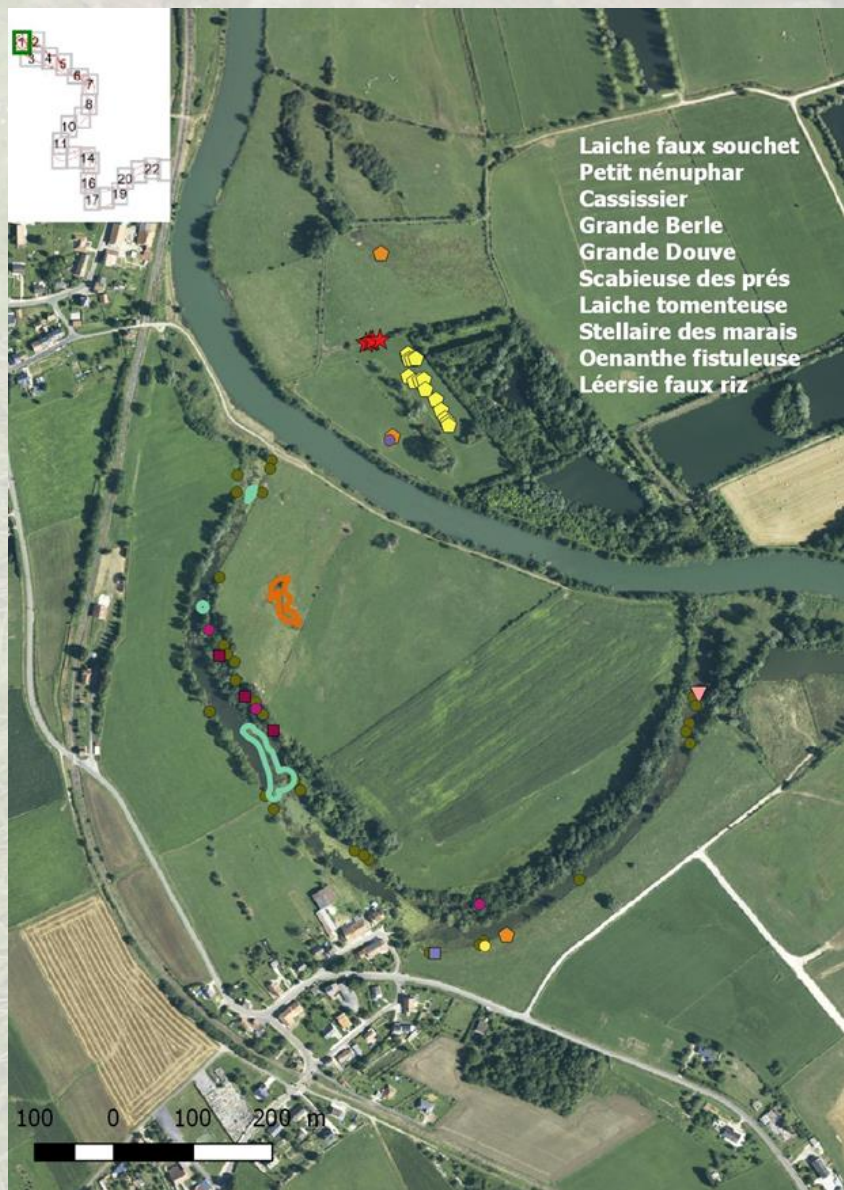 1 2
3 4 5
6 7
8
10
11
14
16
20 22
17 19
Laiche faux souchet
Petit nénuphar
Cassissier
Grande Berle
Grande Douve
Scabieuse des prés
Laiche tomenteuse
Stellaire des marais
Oenanthe fistuleuse
Léersie faux riz
100 0 100 200 m